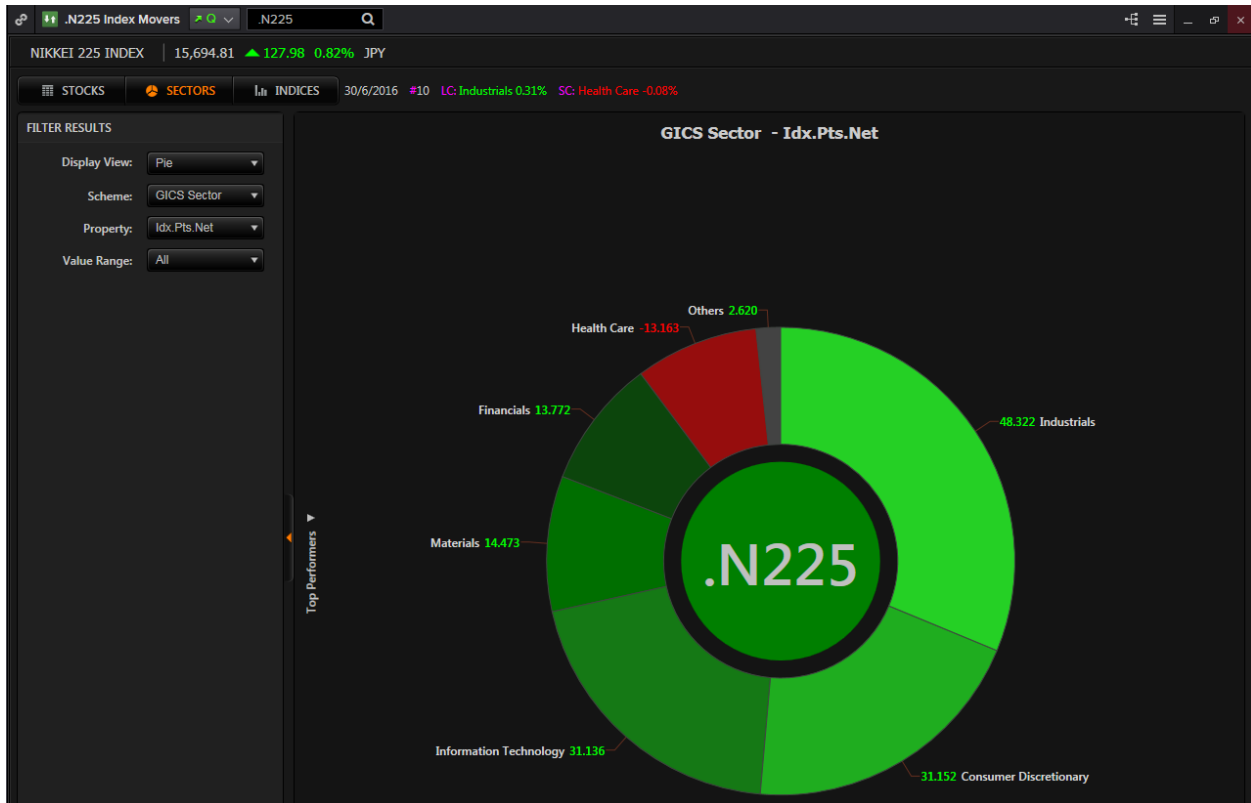 .N225 Index Movers Q .N225
NIKKEI 225 INDEX 15,694.81 127.98 0.82% JPY
STOCKS SECTORS INDICES 30/6/2016 #10 LC: Industrials 0.31% SC: Health Care -0.08%
FILTER RESULTS
Display View: Pie
Scheme: GICS Sector
Property: Idx.Pts.Net
Value Range: All
GICS Sector - Idx.Pts.Net
Others 2.620
Health Care -13.163
Financials 13.772
48.322 Industrials
Materials 14.473
.N225
Top Performers
Information Technology 31.136
31.152 Consumer Discretionary